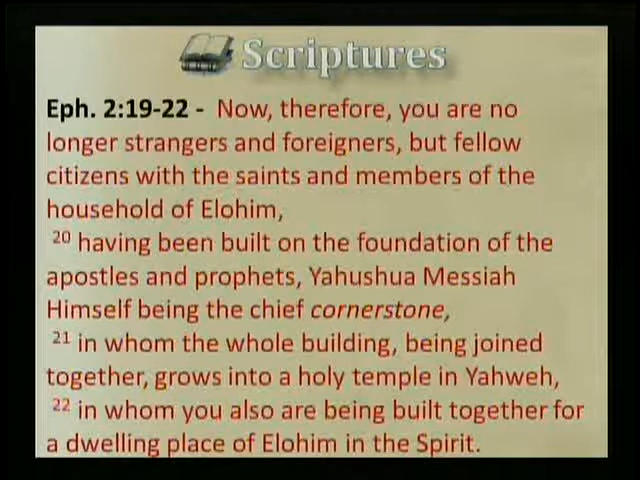 Scriptures
Eph. 2:19-22 - Now, therefore, you are no
longer strangers and foreigners, but fellow
citizens with the saints and members of the
household of Elohim,
20 having been built on the foundation of the
apostles and prophets, Yahushua Messiah
Himself being the chief cornerstone,
21 in whom the whole building, being joined
together, grows into a holy temple in Yahweh,
22 in whom you also are being built together for
a dwelling place of Elohim in the Spirit.